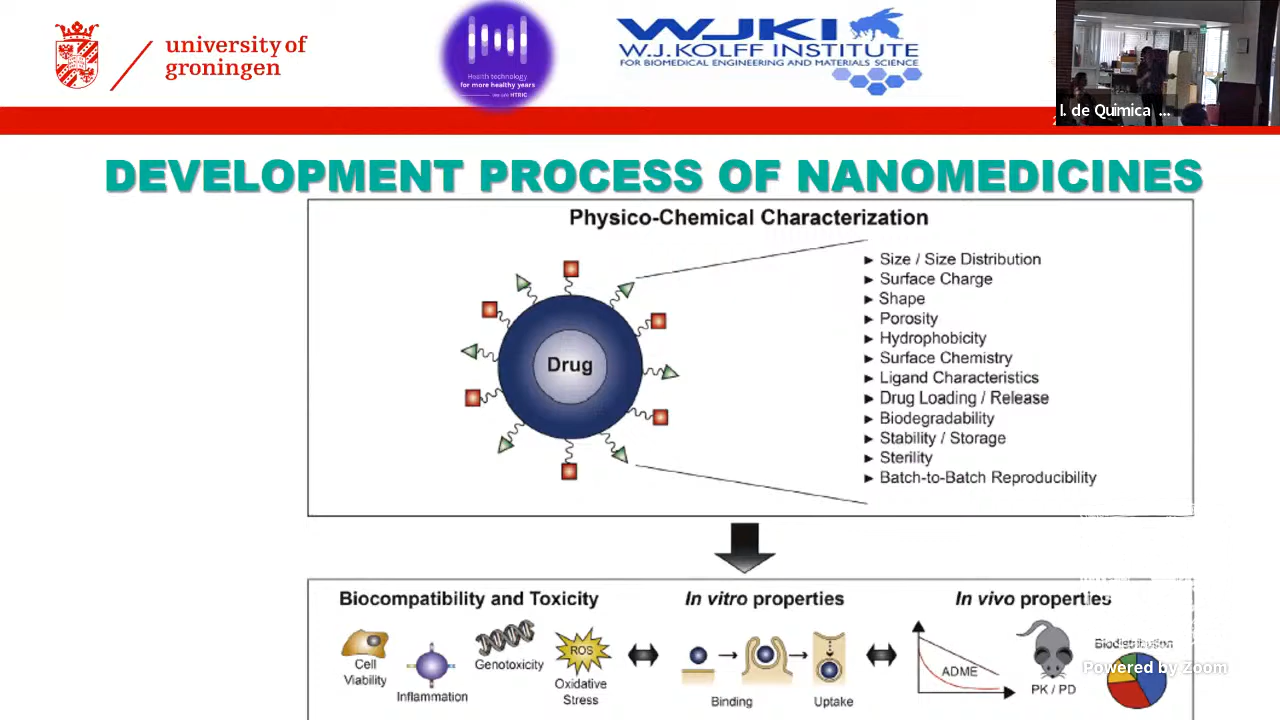 university of
groningen
Health technology
for more healthy years
we are HTRIC
WJKI
W.J.KOLFF INSTITUTE
FOR BIOMEDICAL ENGINEERING AND MATERIALS SCIENCE
I. de Quimica ...
DEVELOPMENT PROCESS OF NANOMEDICINES
Physico-Chemical Characterization
Drug
► Size / Size Distribution
► Surface Charge
► Shape
► Porosity
► Hydrophobicity
► Surface Chemistry
► Ligand Characteristics
► Drug Loading / Release
► Biodegradability
► Stability / Storage
► Sterility
► Batch-to-Batch Reproducibility
Biocompatibility and Toxicity
Cell
Viability
Inflammation
Genotoxicity
ROS
Oxidative
Stress
In vitro properties
Binding
Uptake
In vivo properties
ADME
PK / PD
Biodistribution
Powered by Zoom